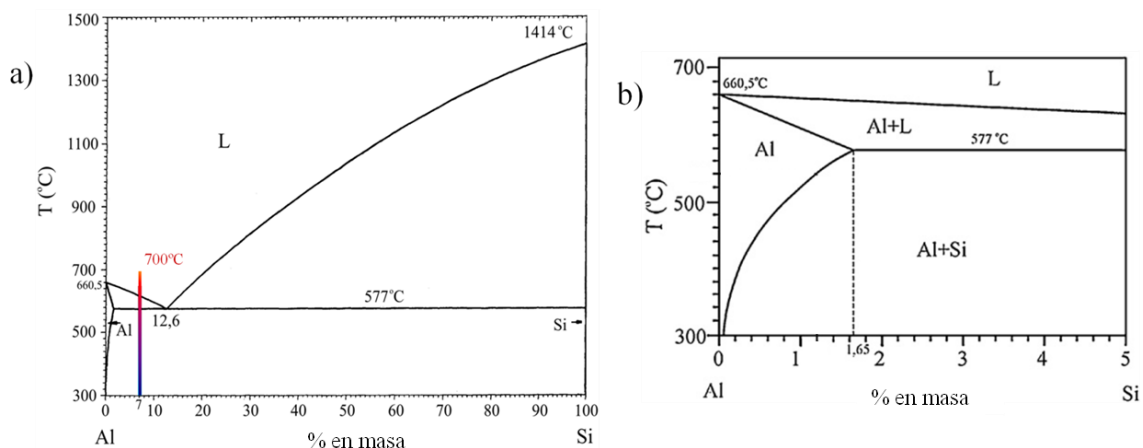 a)
1500
1300
1100
900
700
660,5
500
300
T (ºC)
1414 °C
L
700ºC
577°C
12,6
Al
Si
0
7
10
20
30
40
50
60
70
80
90
100
Al
% en masa
Si
b)
700
500
300
T (ºC)
660,5°C
L
Al+L
Al
577 °C
Al+Si
1,65
0
1
2
3
4
5
Al
% en masa
Si